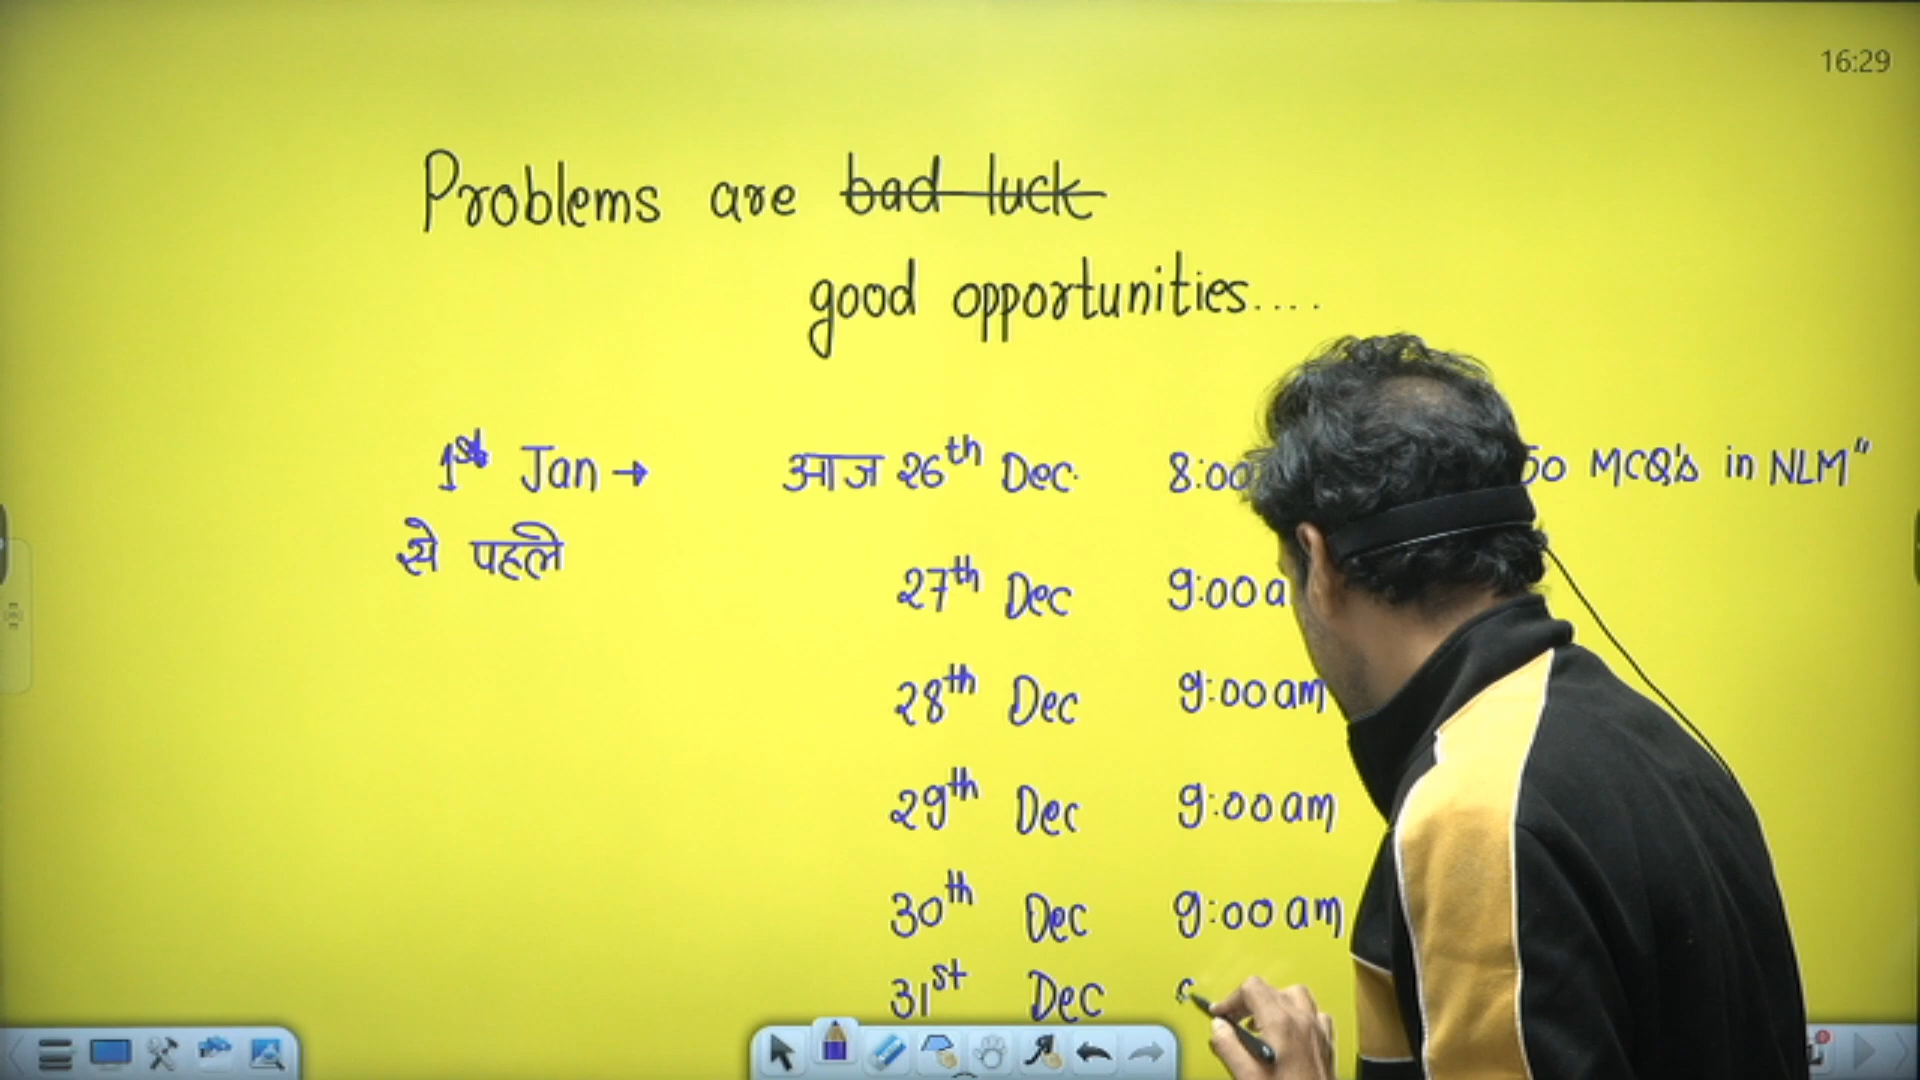 16:29
Problems are bad luck
good opportunities....
1st Jan → आज 26th Dec. 8:00 50 MCQ's in NLM"
से पहले
27th Dec 9:00 a
28th Dec 9:00 am
29th Dec 9:00 am
30th Dec 9:00 am
31st Dec